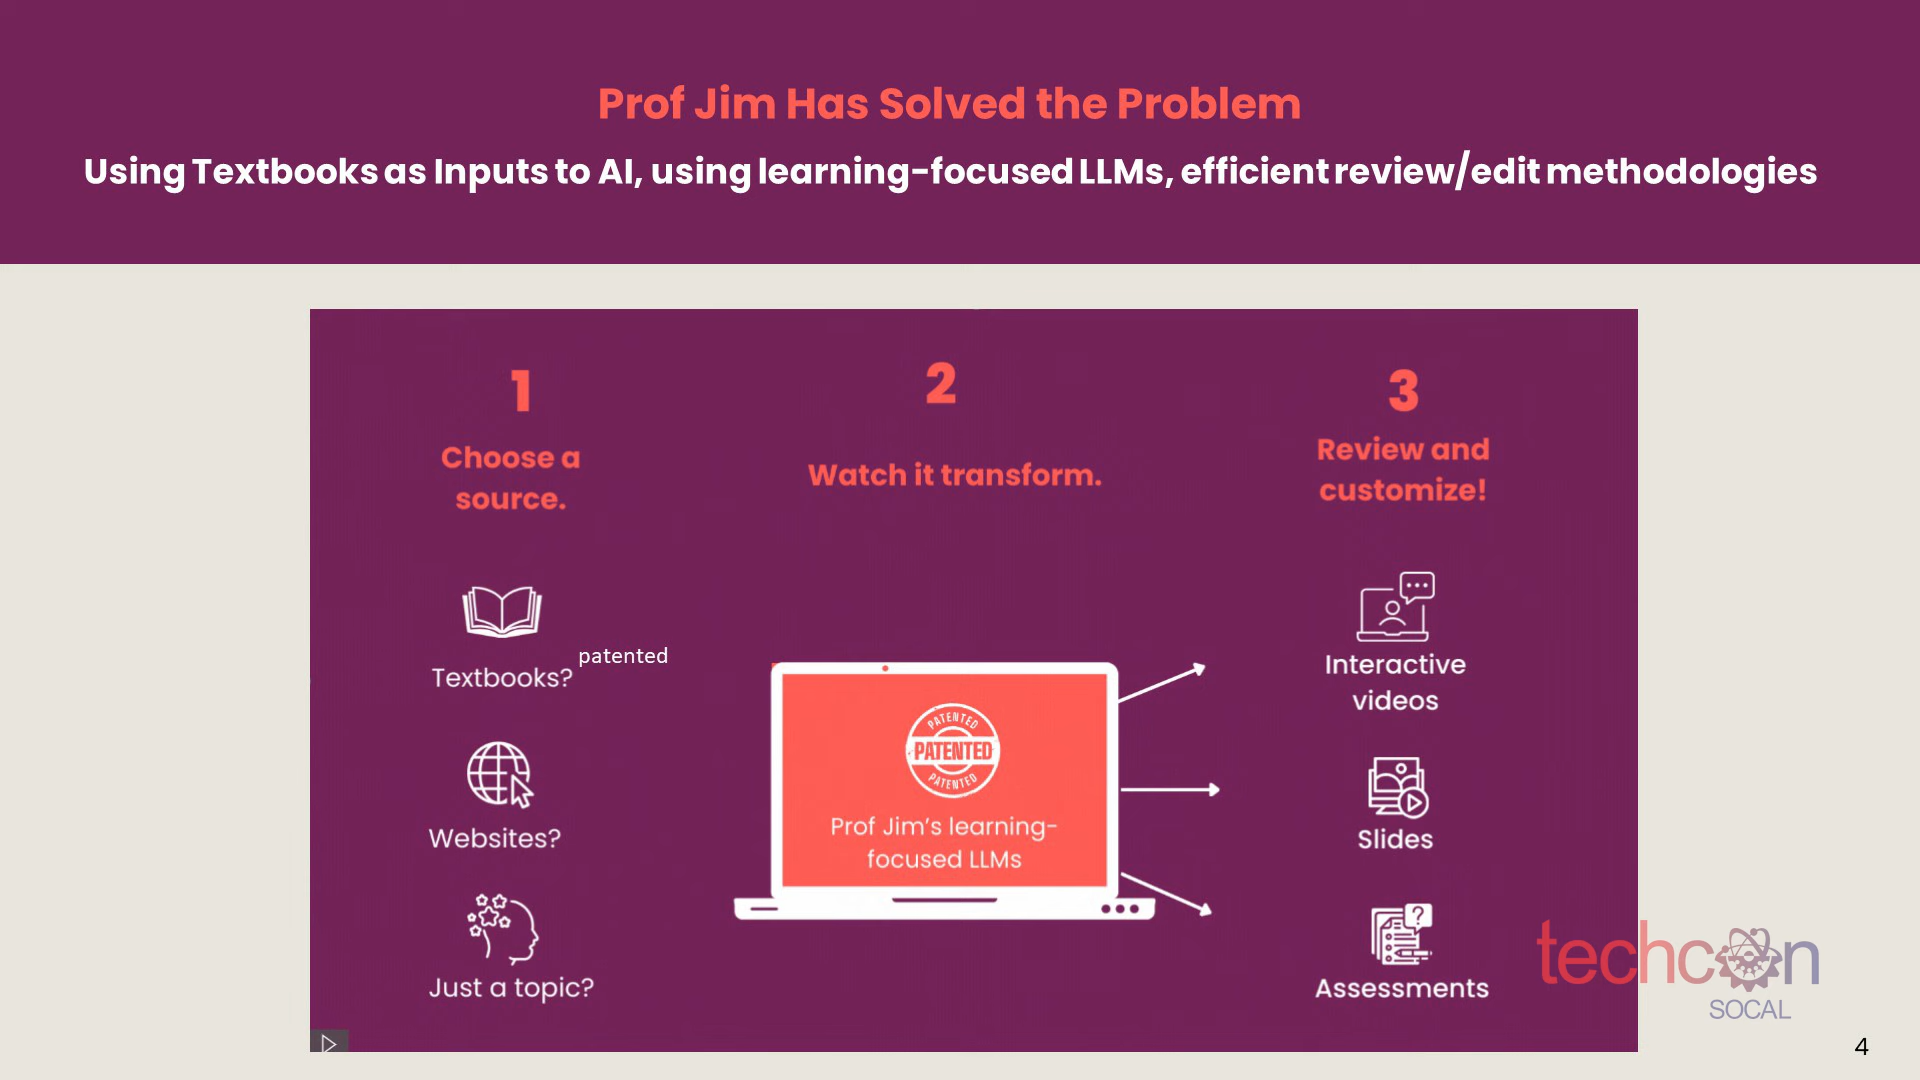 Prof Jim Has Solved the Problem
Using Textbooks as Inputs to AI, using learning-focused LLMs, efficient review/edit methodologies
1
Choose a
source.
Textbooks?
patented
Websites?
Just a topic?
2
Watch it transform.
PATENTED
PATENTED
PATENTED
Prof Jim's learning-
focused LLMs
3
Review and
customize!
Interactive
videos
Slides
Assessments
techcon
SOCAL
4